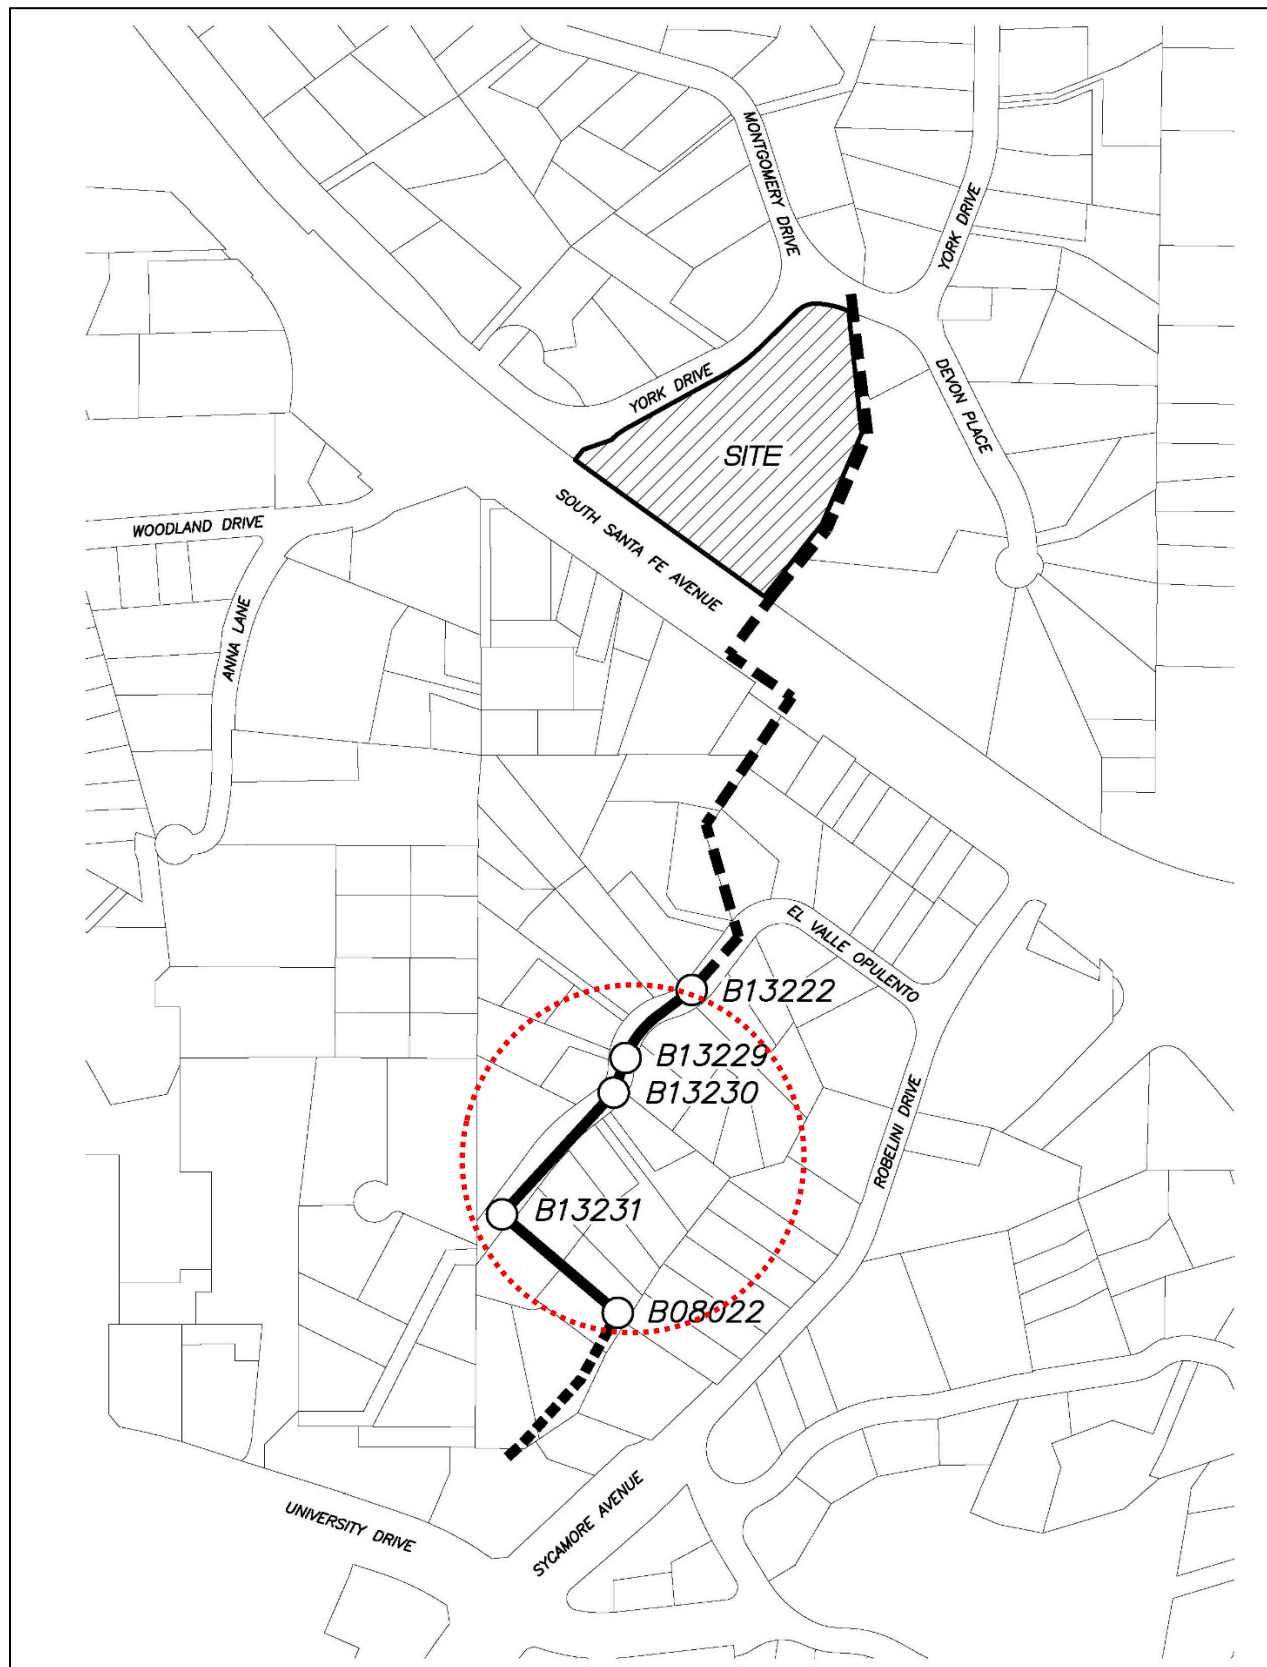 MONTGOMERY DRIVE
YORK DRIVE
YORK DRIVE
DEVON PLACE
SITE
SOUTH SANTA FE AVENUE
WOODLAND DRIVE
ANNA LANE
EL VALLE OPULENTO
B13222
B13229
B13230
ROBELINI DRIVE
B13231
B08022
UNIVERSITY DRIVE
SYCAMORE AVENUE